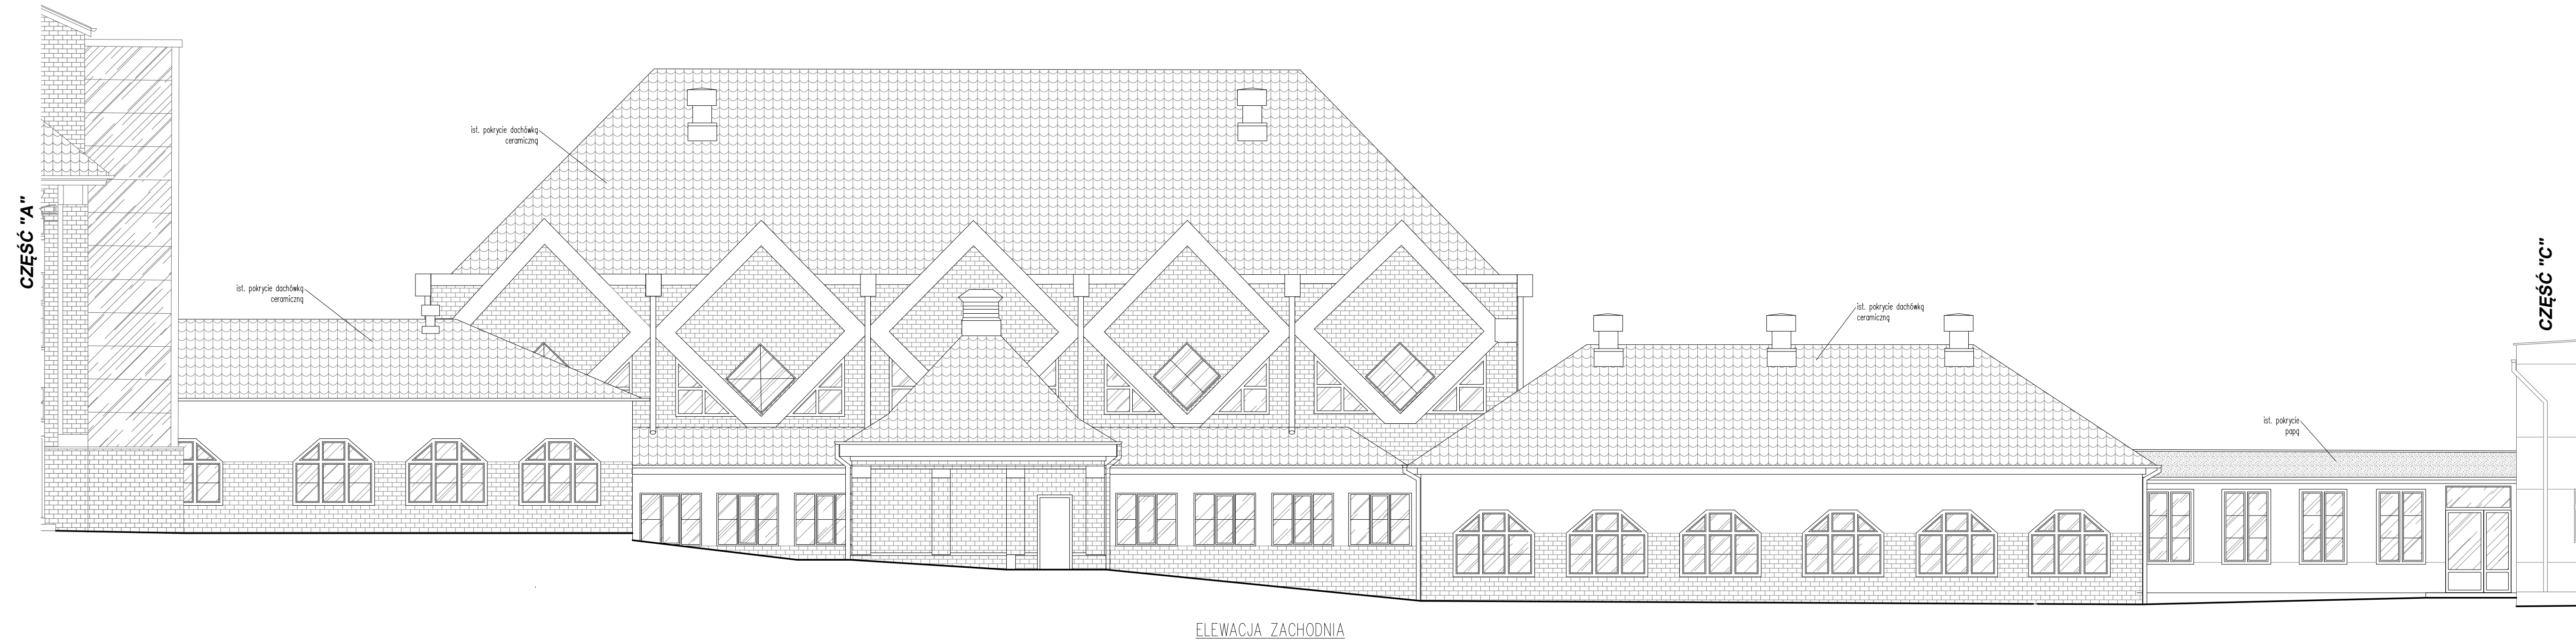 CZĘŚĆ "A"
ist. pokrycie dachówką
ceramiczną
ist. pokrycie dachówką
ceramiczną
ist. pokrycie dachówką
ceramiczną
ist. pokrycie
papą
CZĘŚĆ "C"
ELEWACJA ZACHODNIA